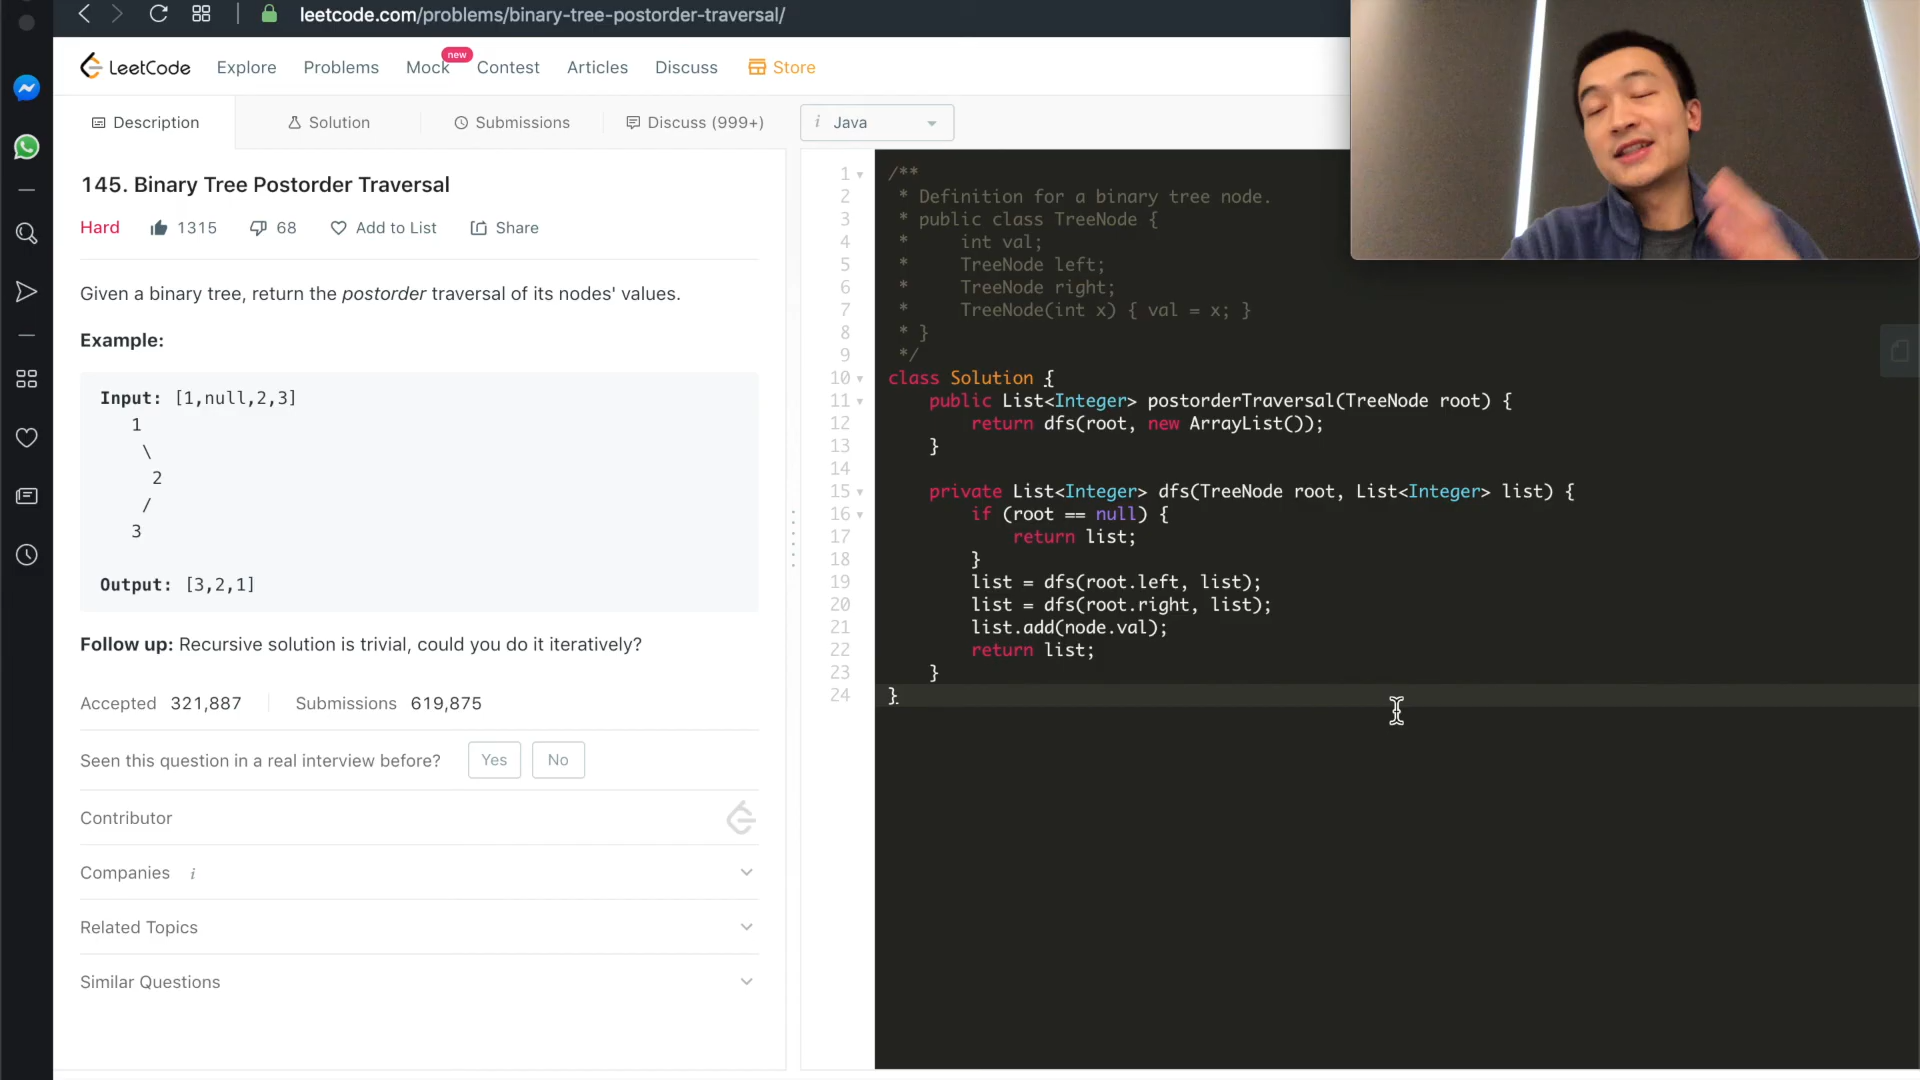 leetcode.com/problems/binary-tree-postorder-traversal/
LeetCode
Explore
Problems
Mock
new
Contest
Articles
Discuss
Store
Description
Solution
Submissions
Discuss (999+)
i Java
145. Binary Tree Postorder Traversal
Hard
1315
68
Add to List
Share
Given a binary tree, return the postorder traversal of its nodes' values.
Example:
Input: [1,null,2,3]
1
\
2
/
3
Output: [3,2,1]
Follow up: Recursive solution is trivial, could you do it iteratively?
Accepted 321,887
Submissions 619,875
Seen this question in a real interview before?
Yes
No
Contributor
Companies i
Related Topics
Similar Questions
1 /**
2 * Definition for a binary tree node.
3 * public class TreeNode {
4 *     int val;
5 *     TreeNode left;
6 *     TreeNode right;
7 *     TreeNode(int x) { val = x; }
8 * }
9 */
10 class Solution {
11     public List<Integer> postorderTraversal(TreeNode root) {
12         return dfs(root, new ArrayList());
13     }
14
15     private List<Integer> dfs(TreeNode root, List<Integer> list) {
16         if (root == null) {
17             return list;
18         }
19         list = dfs(root.left, list);
20         list = dfs(root.right, list);
21         list.add(node.val);
22         return list;
23     }
24 }